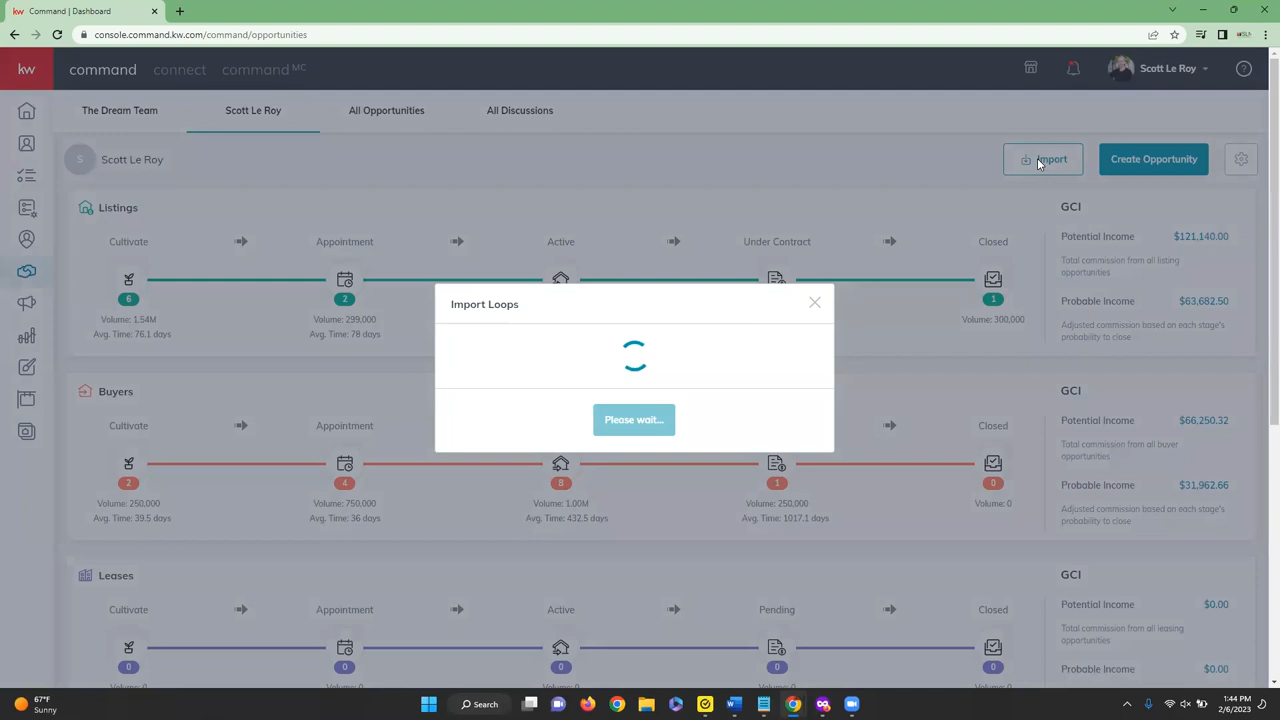 kw Command | Dashboard
console.command.kw.com/command/opportunities
kw command connect command MC Scott Le Roy
The Dream Team Scott Le Roy All Opportunities All Discussions
S Scott Le Roy Import Create Opportunity
Listings GCI
Cultivate Appointment Active Under Contract Closed
Potential Income $121,140.00
Total commission from all listing
opportunities
6 2 1
Volume: 1.54M Volume: 299,000 Volume: 300,000
Avg. Time: 76.1 days Avg. Time: 78 days
Probable Income $63,682.50
Adjusted commission based on each stage's
probability to close
Import Loops
Please wait...
Buyers GCI
Cultivate Appointment Closed
Potential Income $66,250.32
Total commission from all buyer
opportunities
2 4 8 1 0
Volume: 250,000 Volume: 750,000 Volume: 1.00M Volume: 250,000 Volume: 0
Avg. Time: 39.5 days Avg. Time: 36 days Avg. Time: 432.5 days Avg. Time: 1017.1 days
Probable Income $31,962.66
Adjusted commission based on each stage's
probability to close
Leases GCI
Cultivate Appointment Active Pending Closed
Potential Income $0.00
Total commission from all leasing
opportunities
0 0 0 0 0
Probable Income $0.00
67°F
Sunny
Search
1:44 PM
2/6/2023